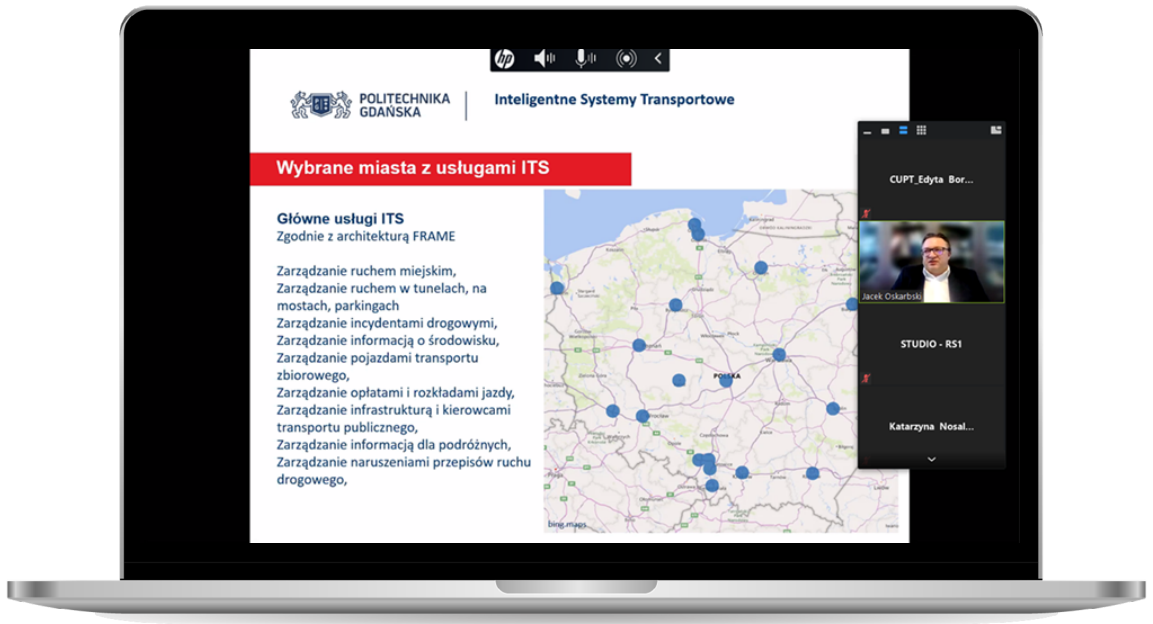 hp
POLITECHNIKA
GDAŃSKA
Inteligentne Systemy Transportowe
Wybrane miasta z usługami ITS
Główne usługi ITS
Zgodnie z architekturą FRAME
Zarządzanie ruchem miejskim,
Zarządzanie ruchem w tunelach, na
mostach, parkingach
Zarządzanie incydentami drogowymi,
Zarządzanie informacją o środowisku,
Zarządzanie pojazdami transportu
zbiorowego,
Zarządzanie opłatami i rozkładami jazdy,
Zarządzanie infrastrukturą i kierowcami
transportu publicznego,
Zarządzanie informacją dla podróżnych,
Zarządzanie naruszeniami przepisów ruchu
drogowego,
POLSKA
bing maps
CUPT_Edyta Bor...
Jacek Oskarbski
STUDIO - RS1
Katarzyna Nosal...